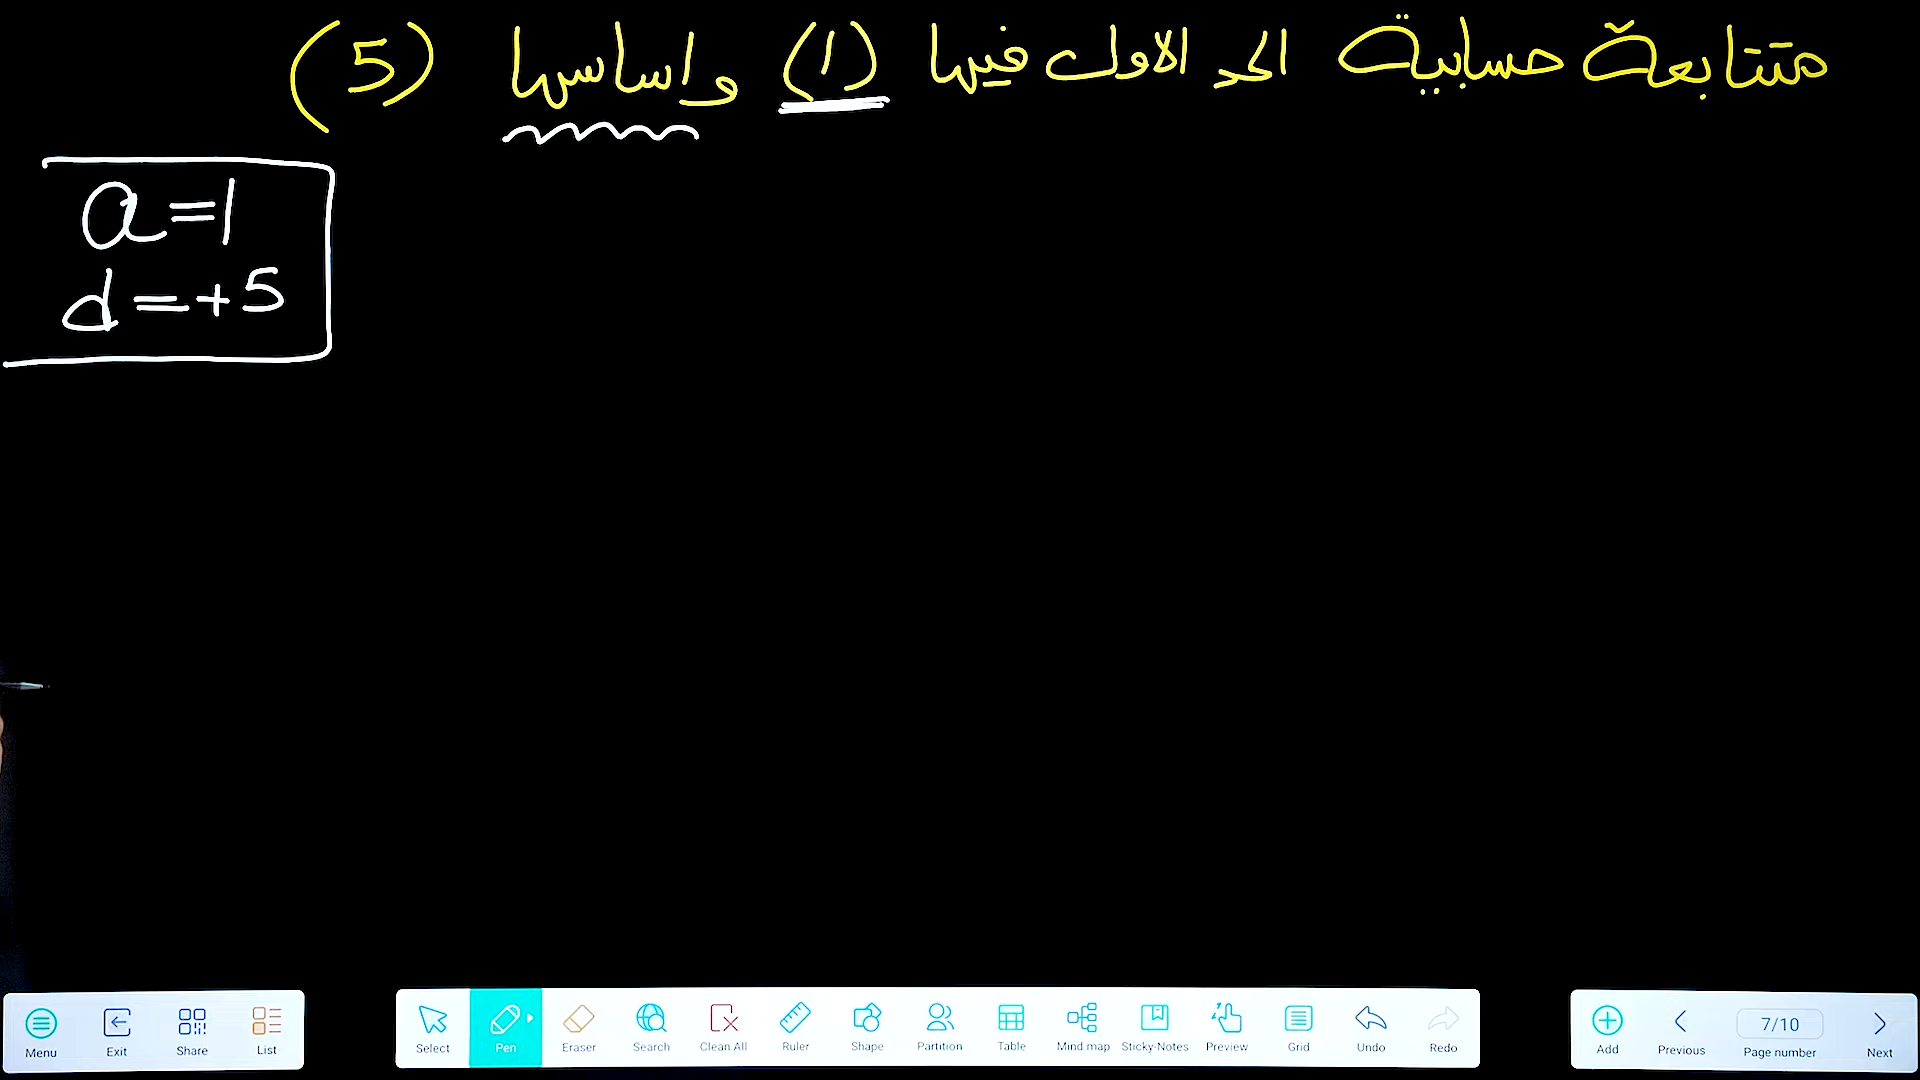 متتابعة حسابية الحد الاول فيها (1) واساسها (5)
a=1
d=+5
Menu
Exit
Share
List
Select
Pen
Eraser
Search
Clean All
Ruler
Shape
Partition
Table
Mind map
Sticky-Notes
Preview
Grid
Undo
Redo
Add
Previous
7/10
Page number
Next